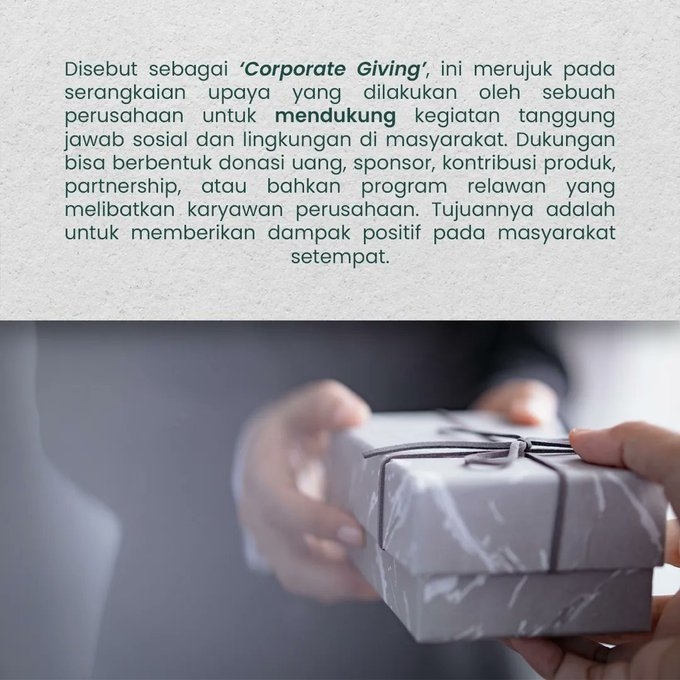 Disebut sebagai ‘Corporate Giving’, ini merujuk pada
serangkaian upaya yang dilakukan oleh sebuah
perusahaan untuk mendukung kegiatan tanggung
jawab sosial dan lingkungan di masyarakat. Dukungan
bisa berbentuk donasi uang, sponsor, kontribusi produk,
partnership, atau bahkan program relawan yang
melibatkan karyawan perusahaan. Tujuannya adalah
untuk memberikan dampak positif pada masyarakat
setempat.